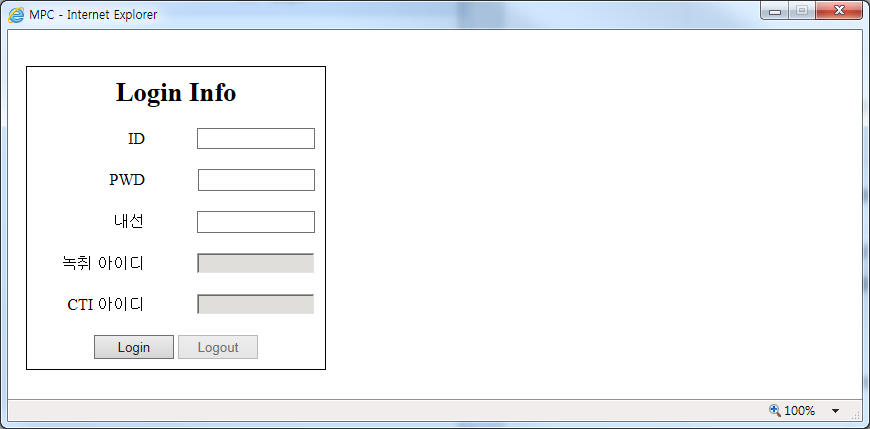 MPC - Internet Explorer
Login Info
ID
PWD
내선
녹취 아이디
CTI 아이디
Login Logout
100%